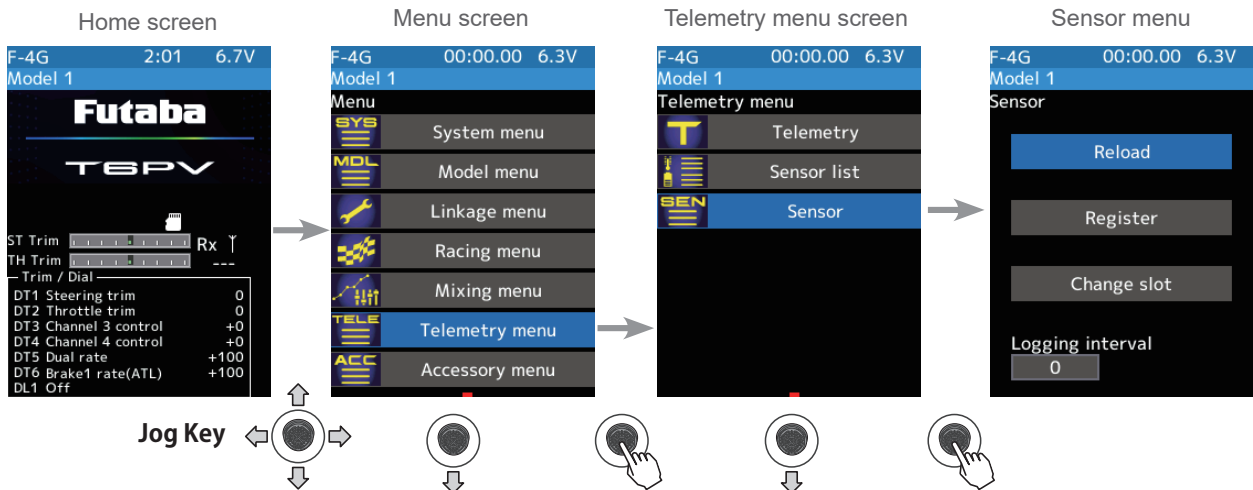 Home screen
Menu screen
Telemetry menu screen
Sensor menu
F-4G 2:01 6.7V
Model 1
Futaba
T6PV
ST Trim
TH Trim
Rx
---
Trim / Dial
DT1 Steering trim 0
DT2 Throttle trim 0
DT3 Channel 3 control +0
DT4 Channel 4 control +0
DT5 Dual rate +100
DT6 Brake1 rate(ATL) +100
DL1 Off
F-4G 00:00.00 6.3V
Model 1
Menu
SYS System menu
MDL Model menu
Linkage menu
Racing menu
Mixing menu
TELE Telemetry menu
ACC Accessory menu
F-4G 00:00.00 6.3V
Model 1
Telemetry menu
T Telemetry
Sensor list
SEN Sensor
F-4G 00:00.00 6.3V
Model 1
Sensor
Reload
Register
Change slot
Logging interval
0
Jog Key